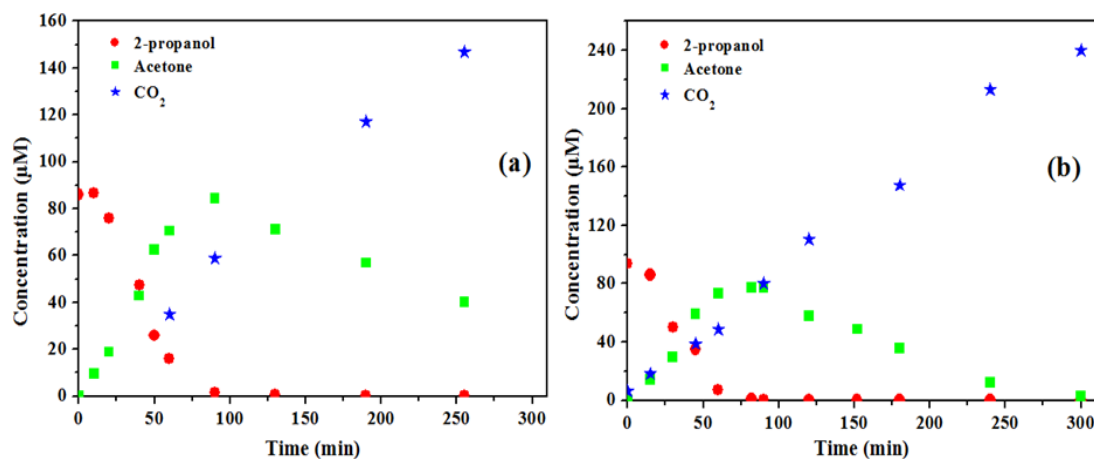 160
140
120
100
80
60
40
20
0
Concentration (µM)
2-propanol
Acetone
CO₂
(a)
0 50 100 150 200 250 300
Time (min)
240
200
160
120
80
40
0
Concentration (µM)
2-propanol
Acetone
CO₂
(b)
0 50 100 150 200 250 300
Time (min)